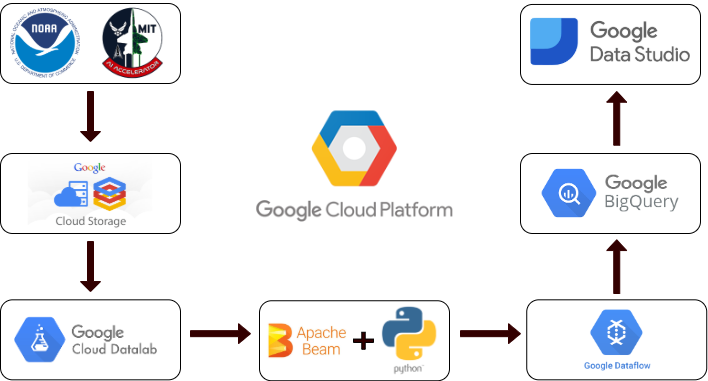 NATIONAL OCEANIC AND ATMOSPHERIC ADMINISTRATION
NOAA
U.S. DEPARTMENT OF COMMERCE
MIT
AI ACCELERATOR
Google
Cloud Storage
Google
Cloud Datalab
Google Cloud Platform
Apache
Beam
+
python
Google
Data Studio
Google
BigQuery
Google Dataflow